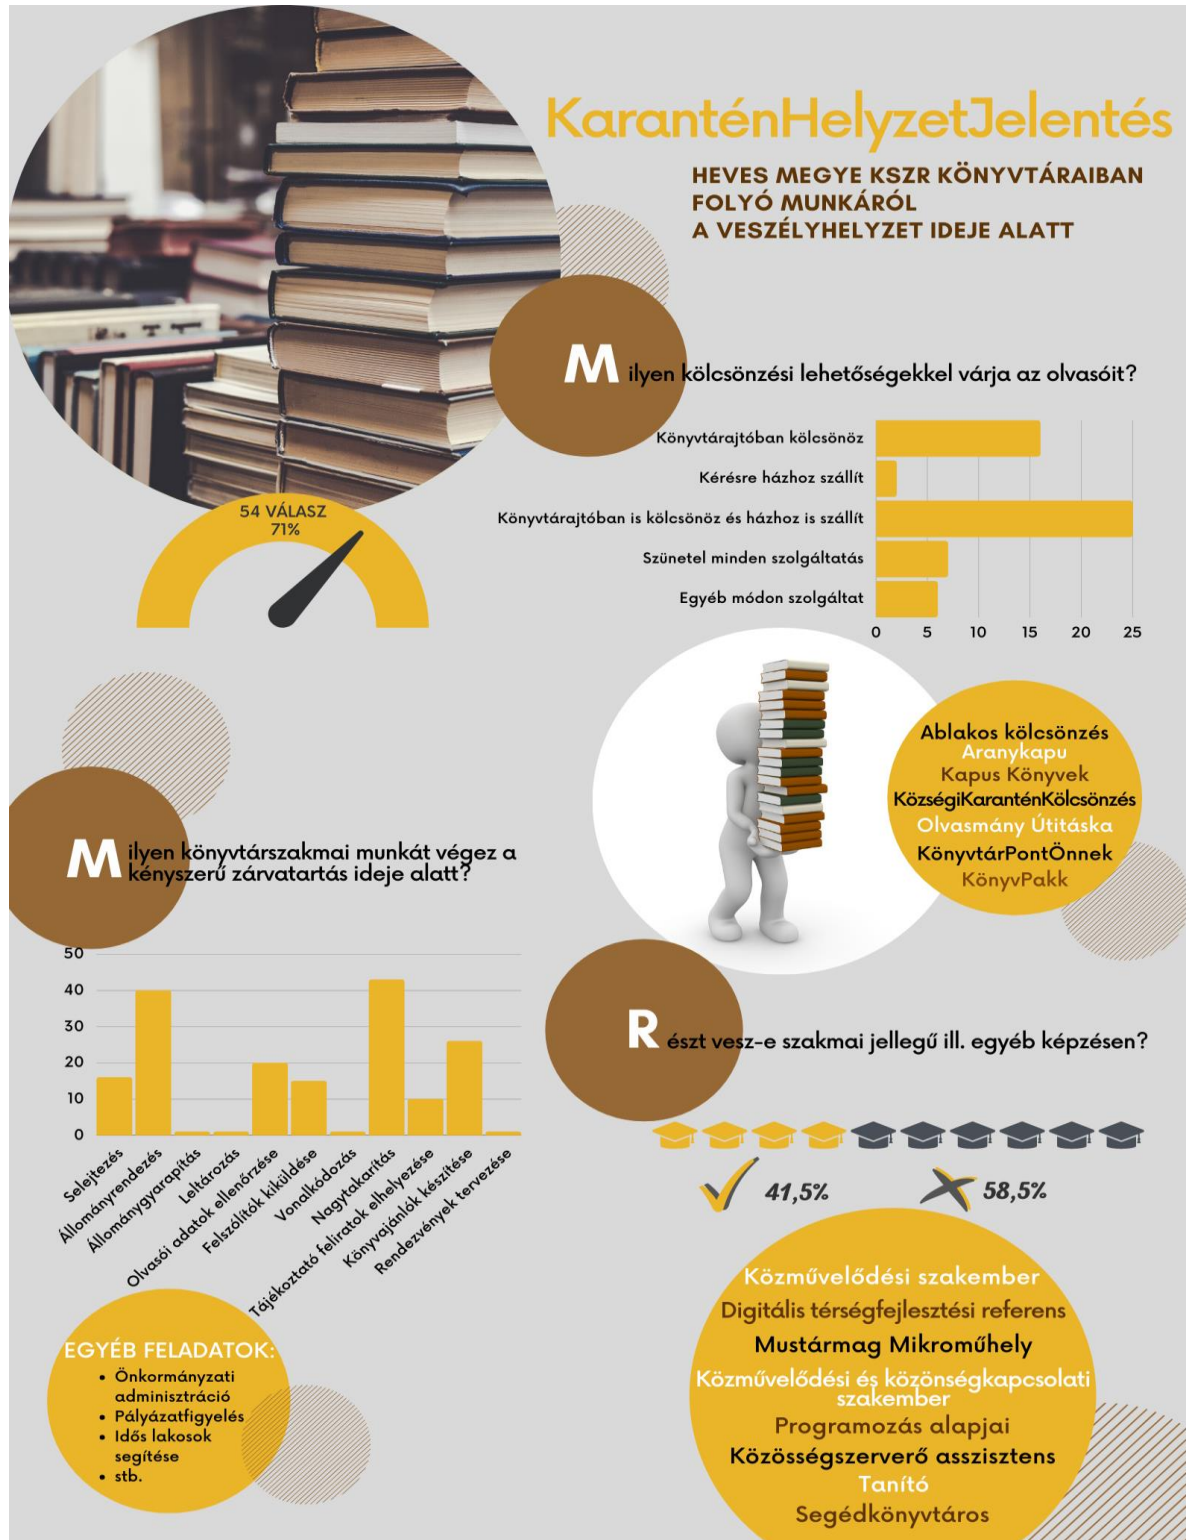 KaranténHelyzetJelentés
HEVES MEGYE KSZR KÖNYVTÁRAIBAN
FOLYÓ MUNKÁRÓL
A VESZÉLYHELYZET IDEJE ALATT
54 VÁLASZ
71%
Milyen kölcsönzési lehetőségekkel várja az olvasóit?
Könyvtárajtóban kölcsönöz
Kérésre házhoz szállít
Könyvtárajtóban is kölcsönöz és házhoz is szállít
Szünetel minden szolgáltatás
Egyéb módon szolgáltat
0 5 10 15 20 25
Ablakos kölcsönzés
Aranykapu
Kapus Könyvek
KözségiKaranténKölcsönzés
Olvasmány Útitáska
KönyvtárPontÖnnek
KönyvPakk
Milyen könyvtárszakmai munkát végez a
kényszerű zárvatartás ideje alatt?
50
40
30
20
10
0
Selejtezés
Állományrendezés
Állománygyarapítás
Leltározás
Olvasói adatok ellenőrzése
Felszólítók kiküldése
Vonalkódozás
Nagytakarítás
Tájékoztató feliratok elhelyezése
Könyvajánlók készítése
Rendezvények tervezése
EGYÉB FELADATOK:
• Önkormányzati
adminisztráció
• Pályázatfigyelés
• Idős lakosok
segítése
• stb.
Részt vesz-e szakmai jellegű ill. egyéb képzésen?
41,5%
58,5%
Közművelődési szakember
Digitális térségfejlesztési referens
Mustármag Mikroműhely
Közművelődési és közönségkapcsolati
szakember
Programozás alapjai
Közösségszerverő asszisztens
Tanító
Segédkönyvtáros